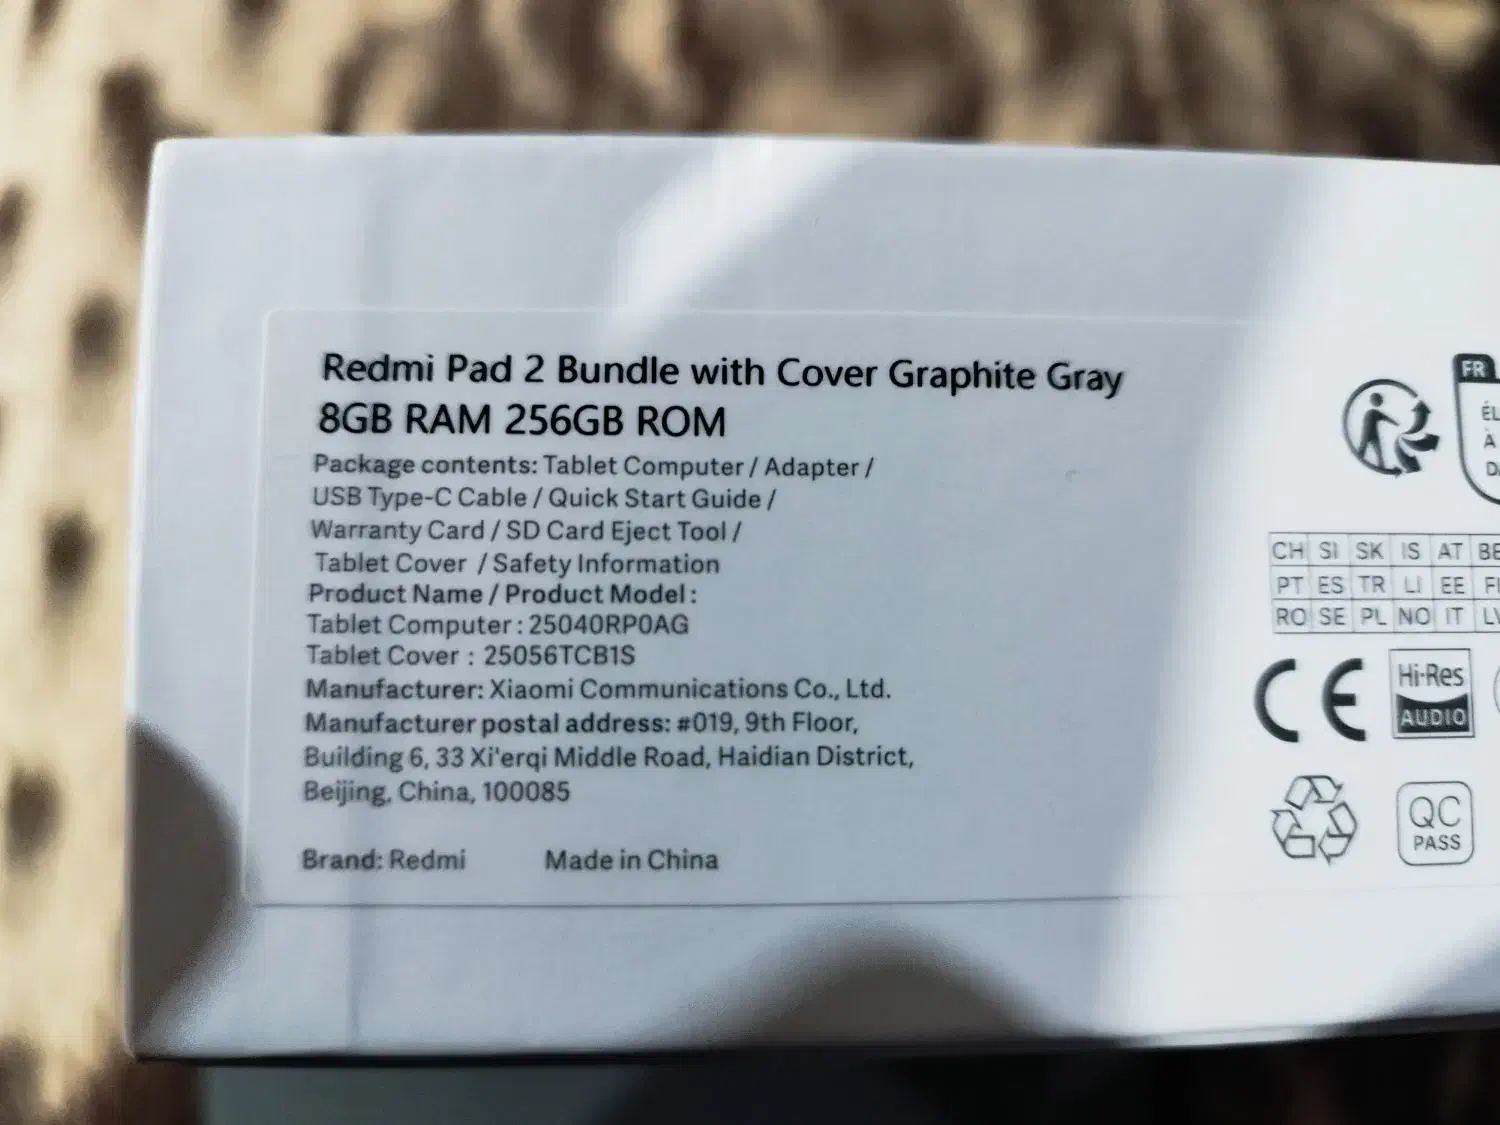 Redmi Pad 2 Bundle with Cover Graphite Gray
8GB RAM 256GB ROM
Package contents: Tablet Computer / Adapter /
USB Type-C Cable / Quick Start Guide /
Warranty Card / SD Card Eject Tool /
Tablet Cover / Safety Information
Product Name / Product Model:
Tablet Computer : 25040RP0AG
Tablet Cover : 25056TCB1S
Manufacturer: Xiaomi Communications Co., Ltd.
Manufacturer postal address: #019, 9th Floor,
Building 6, 33 Xi'erqi Middle Road, Haidian District,
Beijing, China, 100085
Brand: Redmi Made in China
FR
À
CH SI SK IS AT BE
PT ES TR LI EE
RO SE PL NO IT
CE
Hi-Res
AUDIO
QC
PASS